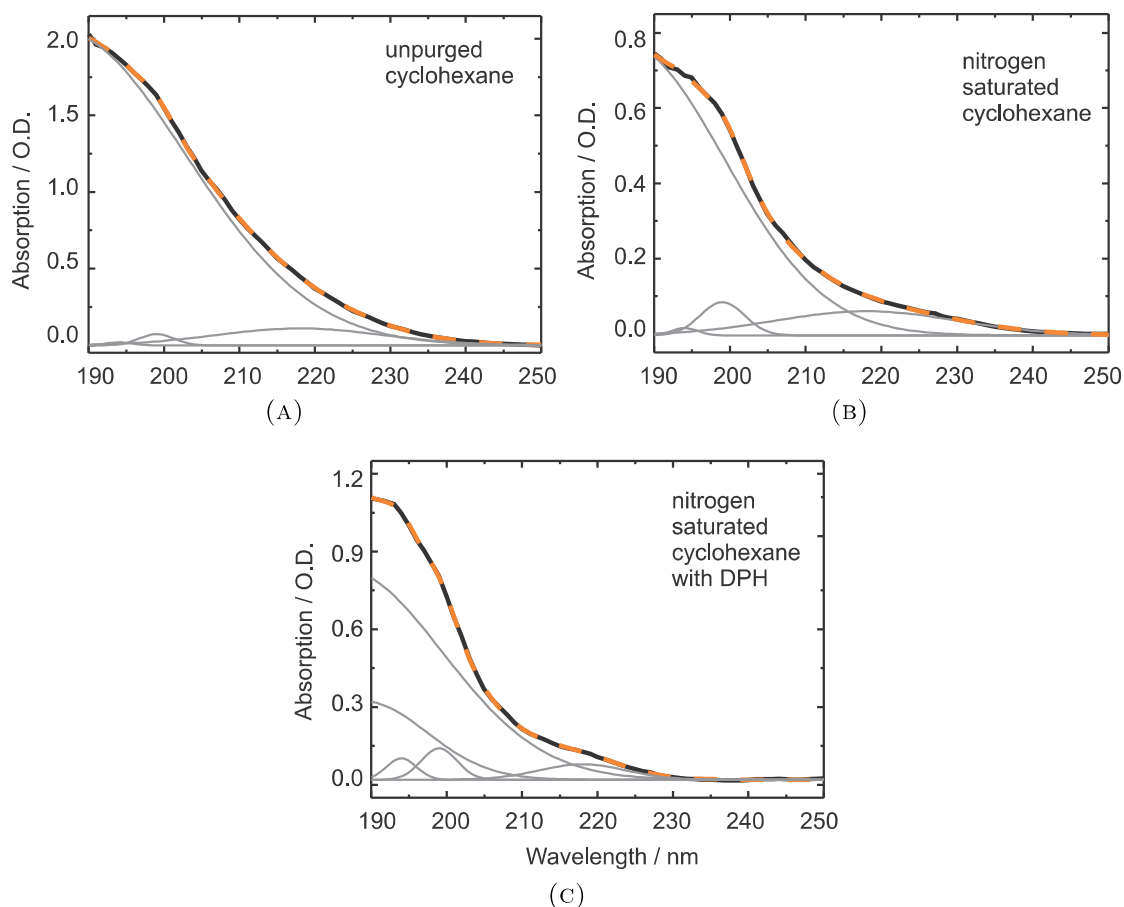 2.0
1.5
1.0
0.5
0.0
Absorption / O.D.
unpurged
cyclohexane
190 200 210 220 230 240 250
(A)
0.8
0.6
0.4
0.2
0.0
Absorption / O.D.
nitrogen
saturated
cyclohexane
190 200 210 220 230 240 250
(B)
1.2
0.9
0.6
0.3
0.0
Absorption / O.D.
nitrogen
saturated
cyclohexane
with DPH
190 200 210 220 230 240 250
Wavelength / nm
(C)